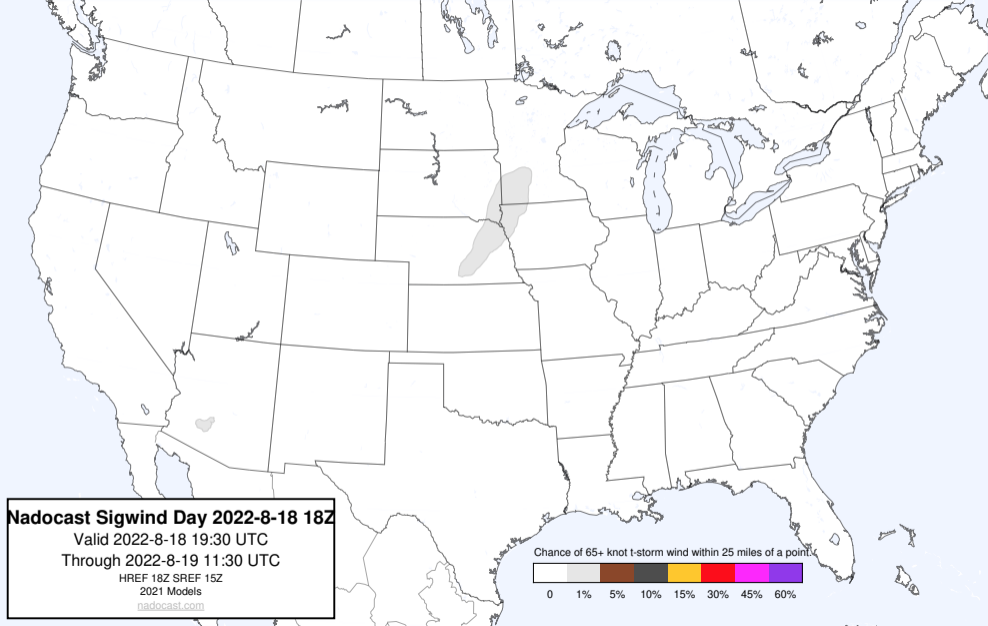 Nadocast Sigwind Day 2022-8-18 18Z
Valid 2022-8-18 19:30 UTC
Through 2022-8-19 11:30 UTC
HREF 18Z SREF 15Z
2021 Models
nadocast.com
Chance of 65+ knot t-storm wind within 25 miles of a point.
0 1% 5% 10% 15% 30% 45% 60%